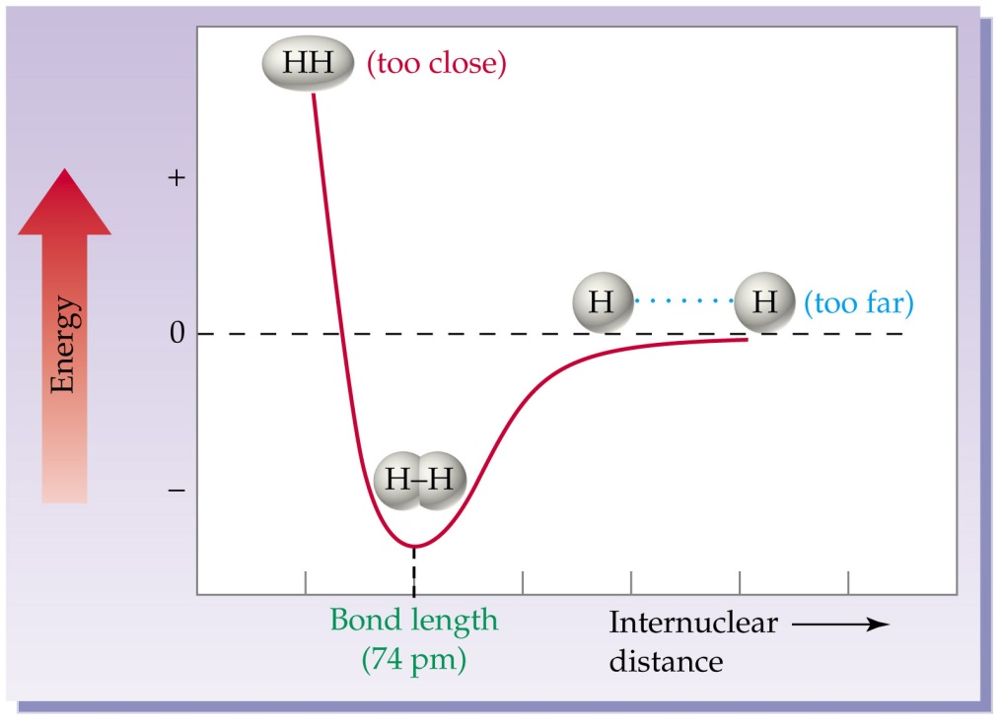 HH (too close)
+
H H (too far)
0
Energy
H–H
–
Bond length
(74 pm)
Internuclear
distance